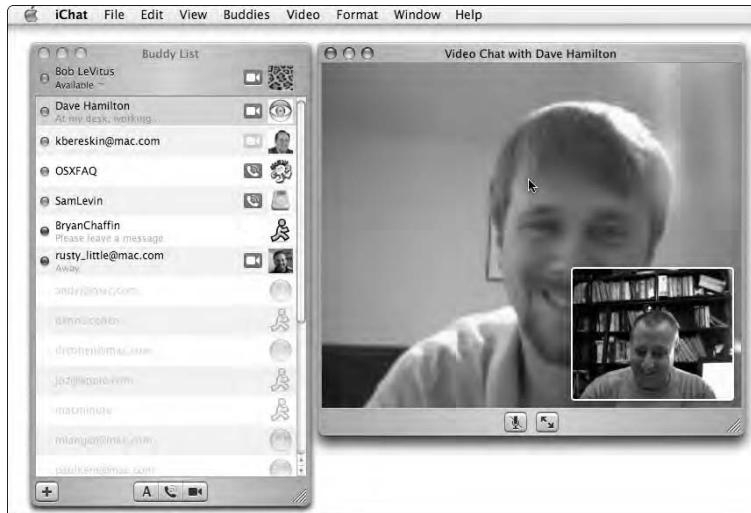 iChat File Edit View Buddies Video Format Window Help
Buddy List
Bob LeVitus
Available
Dave Hamilton
At my desk, working
kbereskin@mac.com
OSXFAQ
SamLevin
BryanChaffin
Please leave a message
rusty_little@mac.com
Away
macminute
A
Video Chat with Dave Hamilton